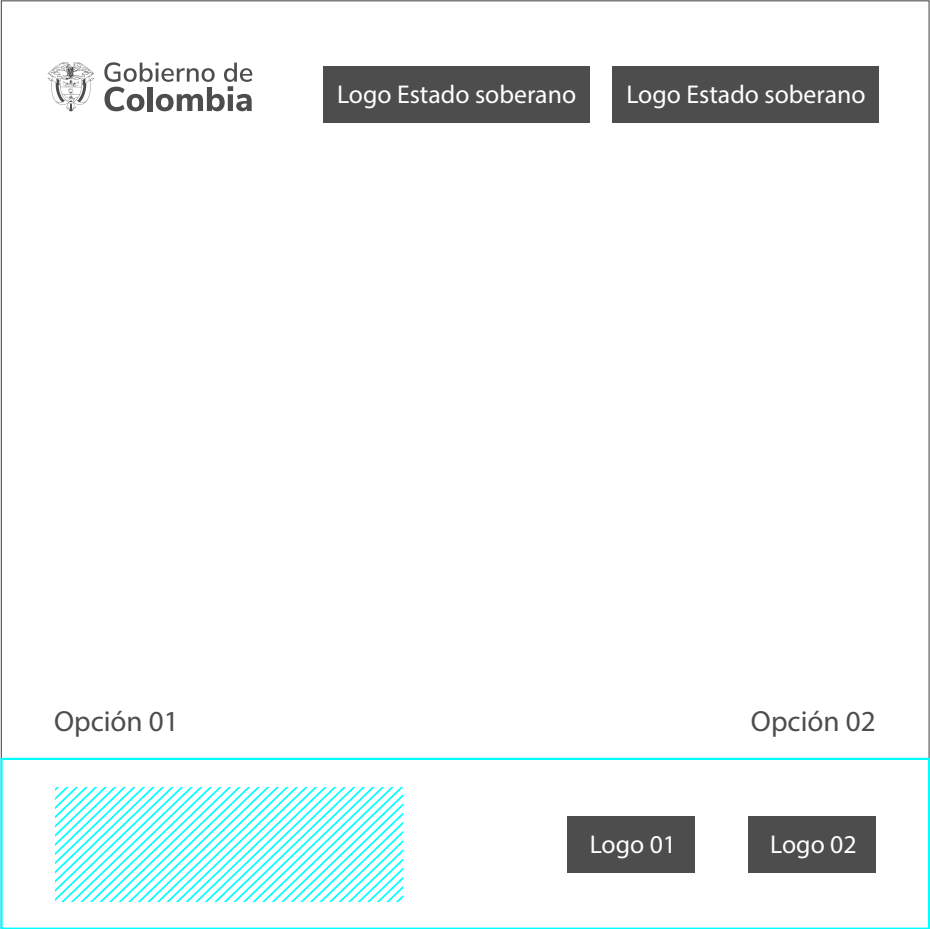 Gobierno de
Colombia
Logo Estado soberano
Logo Estado soberano
Opción 01
Opción 02
Logo 01
Logo 02